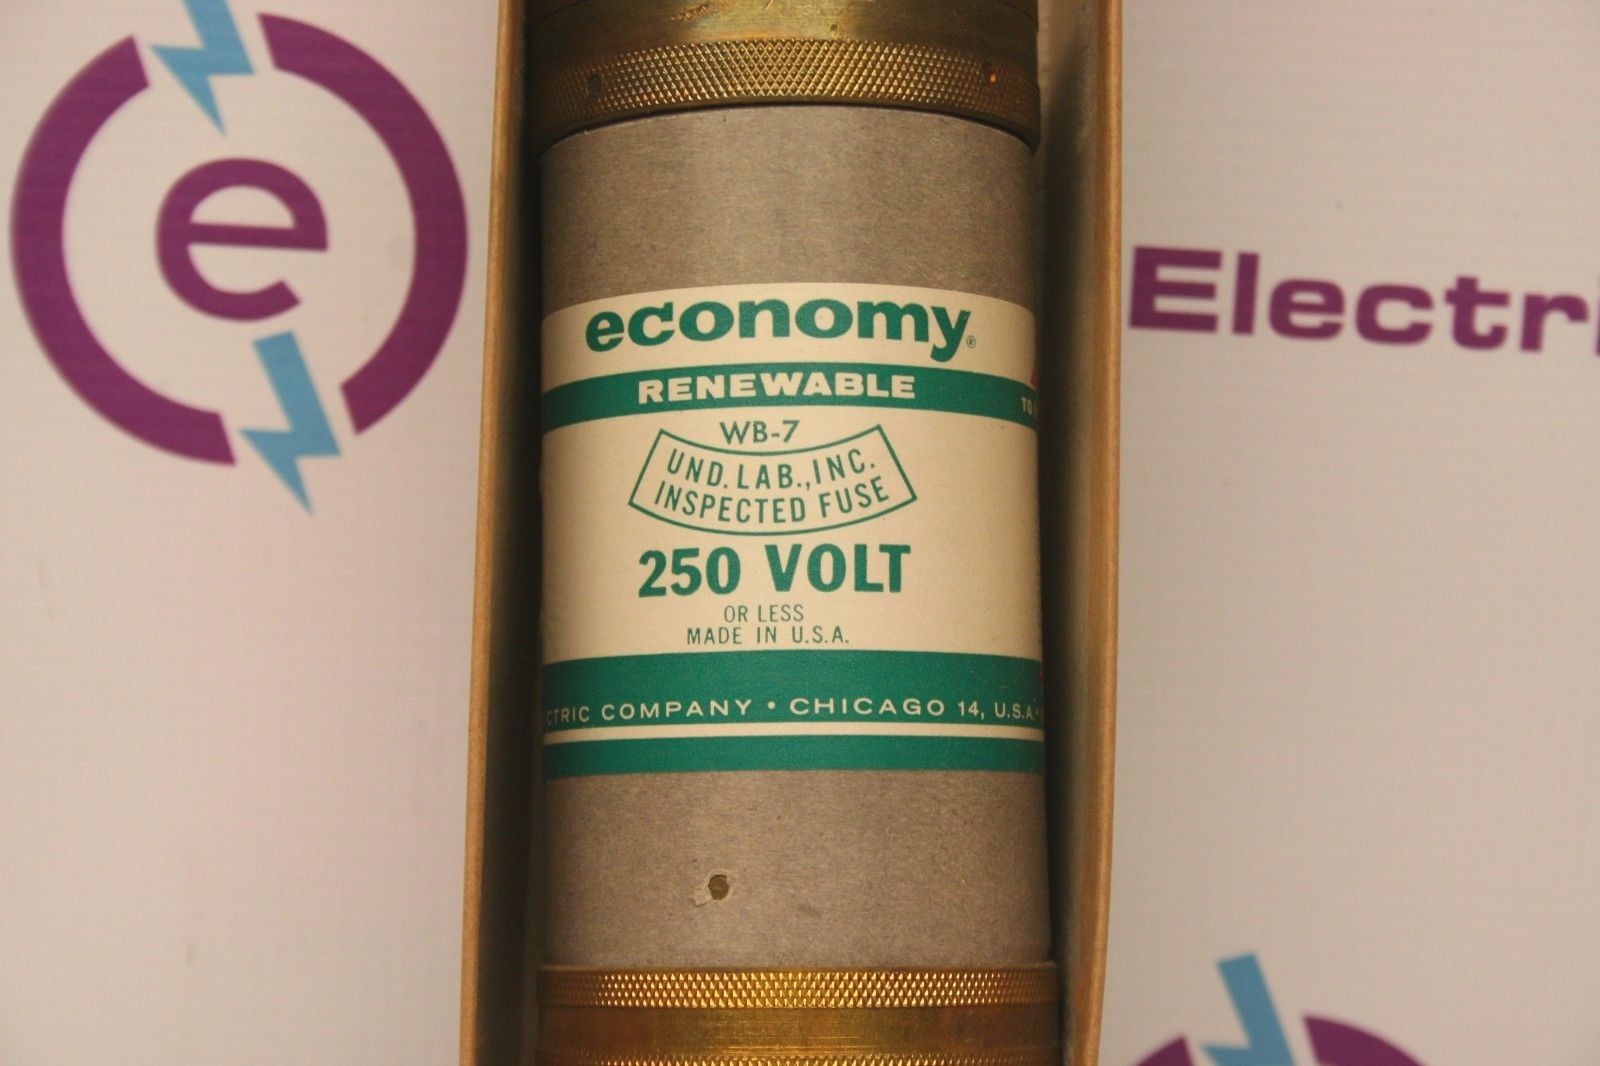 e
Electri
economy®
RENEWABLE
WB-7
UND. LAB., INC.
INSPECTED FUSE
250 VOLT
OR LESS
MADE IN U.S.A.
CTRIC COMPANY • CHICAGO 14, U.S.A.